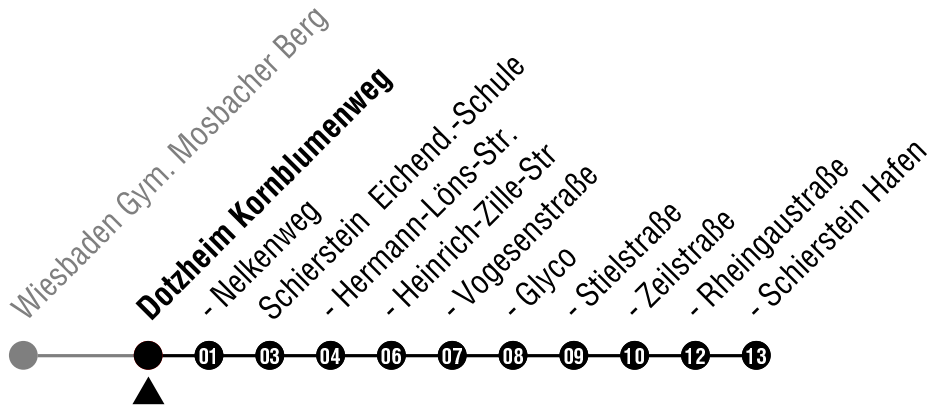 Wiesbaden Gym. Mosbacher Berg
Dotzheim Kornblumenweg
- Nelkenweg
Schierstein Eichend.-Schule
- Hermann-Löns-Str.
- Heinrich-Zille-Str
- Vogesenstraße
- Glyco
- Stielstraße
- Zeilstraße
- Rheingaustraße
- Schierstein Hafen
01 03 04 06 07 08 09 10 12 13